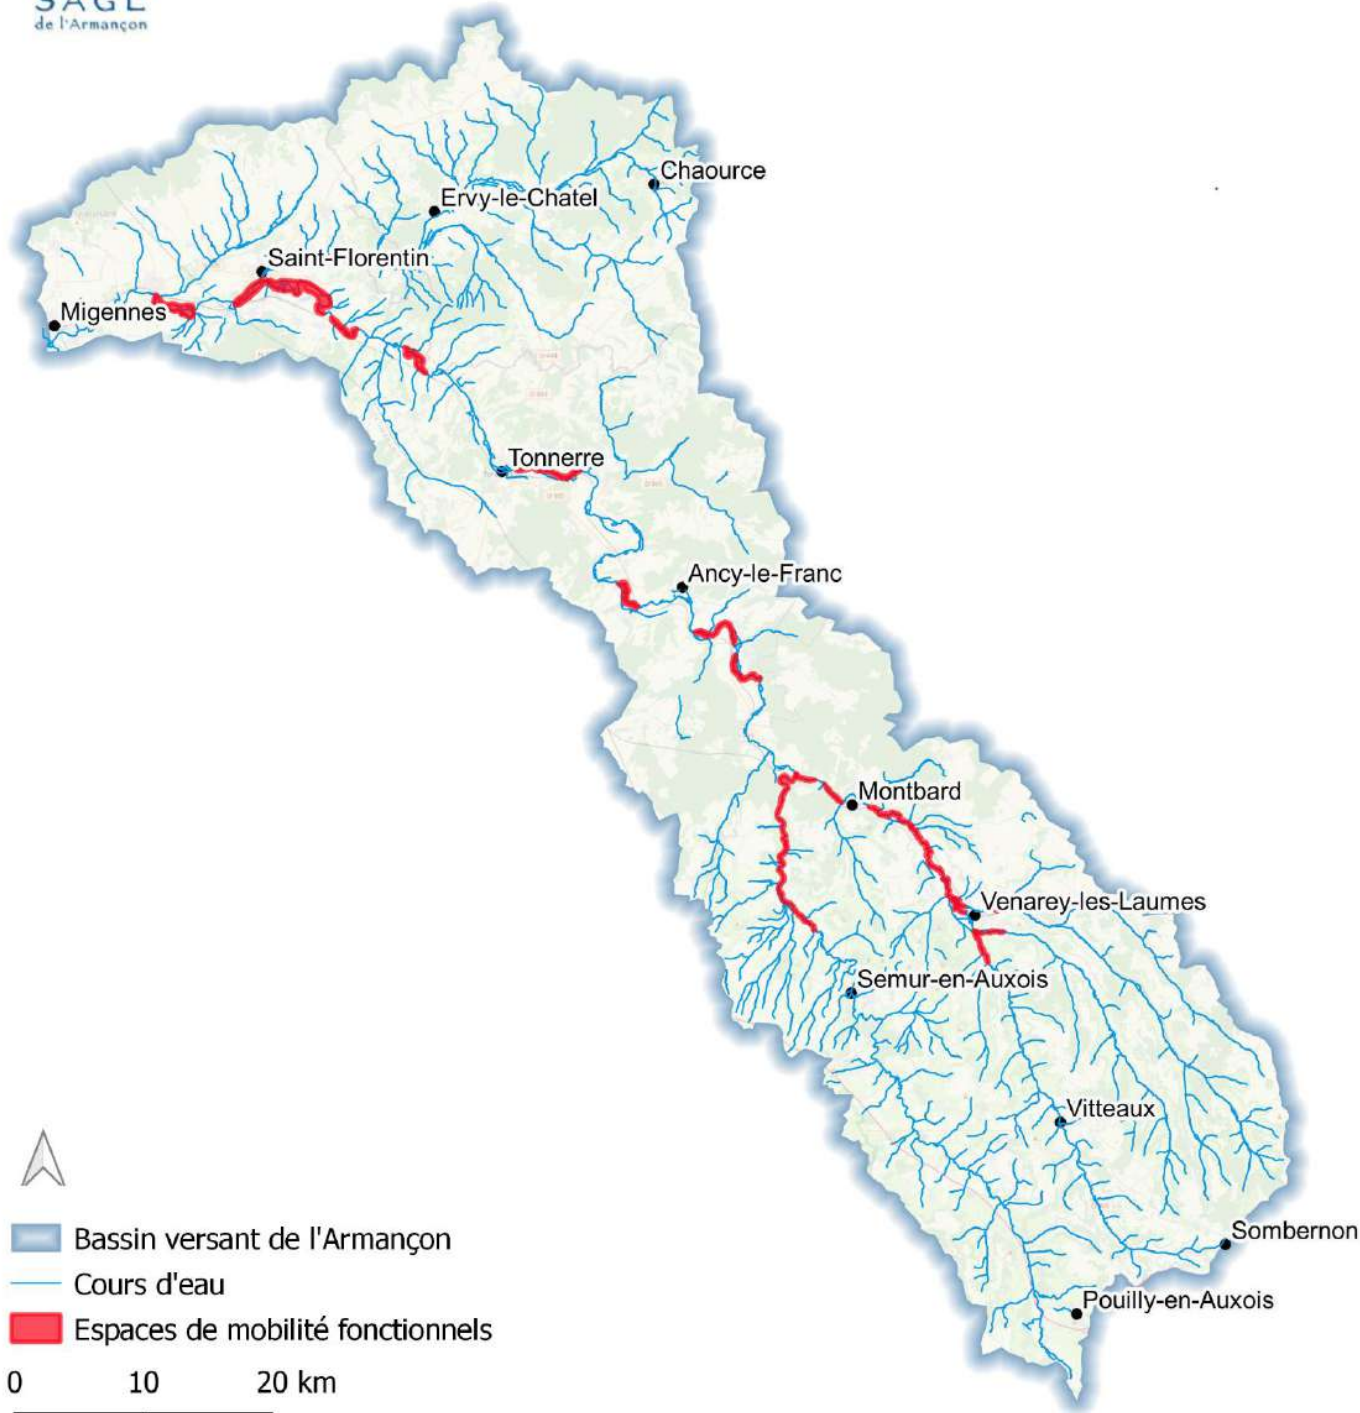 SAGE
de l'Armançon
Chaource
Ervy-le-Chatel
Saint-Florentin
Migennes
Tonnerre
Ancy-le-Franc
Montbard
Venarey-les-Laumes
Semur-en-Auxois
Vitteaux
Sombernon
Pouilly-en-Auxois
Bassin versant de l'Armançon
Cours d'eau
Espaces de mobilité fonctionnels
0 10 20 km